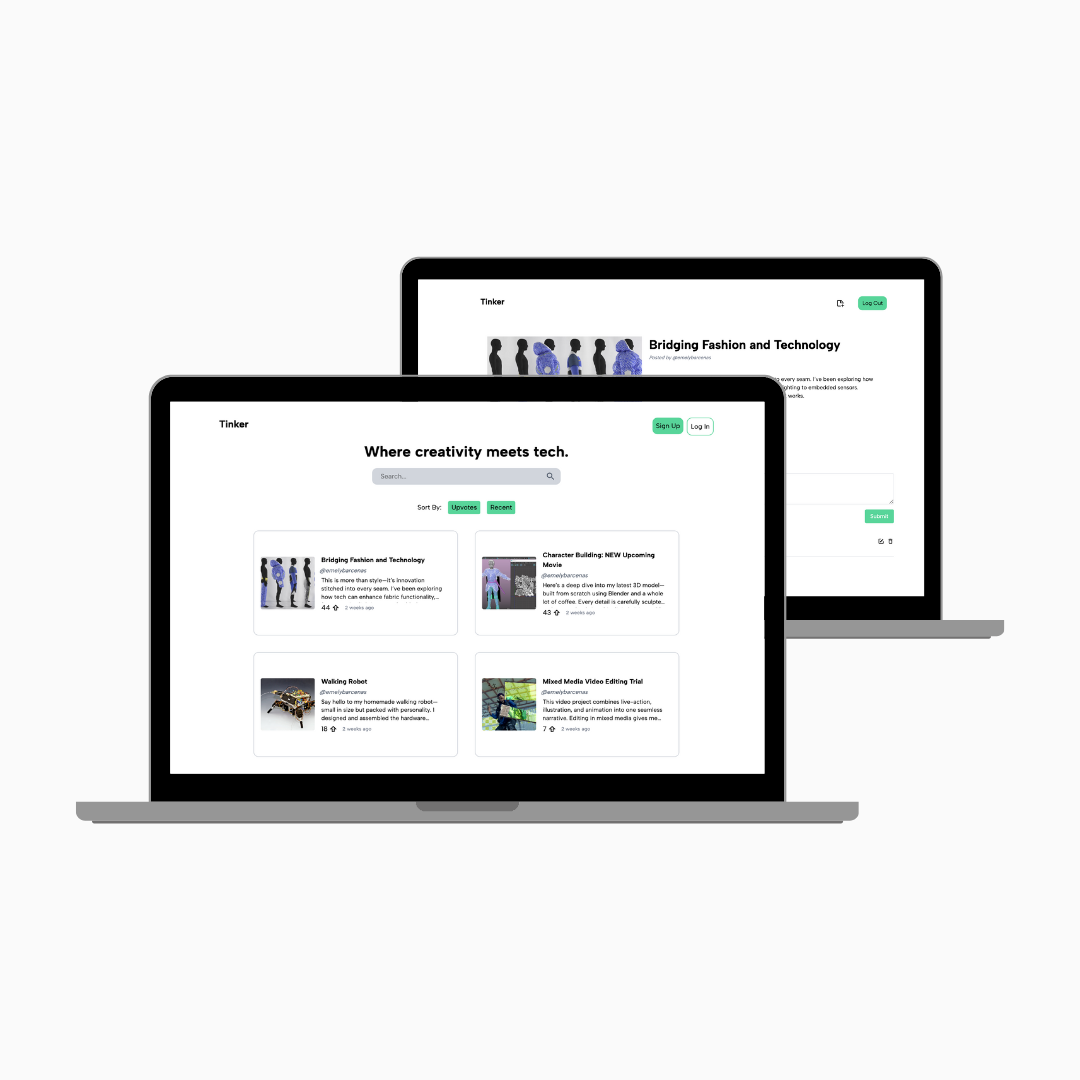 Tinker
Log Out
Bridging Fashion and Technology
Posted by @emelybarcenas
o every seam. I've been exploring how
ghting to embedded sensors.
works.
Submit
Tinker
Sign Up
Log In
Where creativity meets tech.
Search...
Sort By:
Upvotes
Recent
Bridging Fashion and Technology
@emelybarcenas
This is more than style—it's innovation
stitched into every seam. I've been exploring
how tech can enhance fabric functionality,...
44
2 weeks ago
Character Building: NEW Upcoming
Movie
@emelybarcenas
Here's a deep dive into my latest 3D model—
built from scratch using Blender and a whole
lot of coffee. Every detail is carefully sculpte...
43
2 weeks ago
Walking Robot
@emelybarcenas
Say hello to my homemade walking robot—
small in size but packed with personality. I
designed and assembled the hardware...
18
2 weeks ago
Mixed Media Video Editing Trial
@emelybarcenas
This video project combines live-action,
illustration, and animation into one seamless
narrative. Editing in mixed media gives me...
7
2 weeks ago